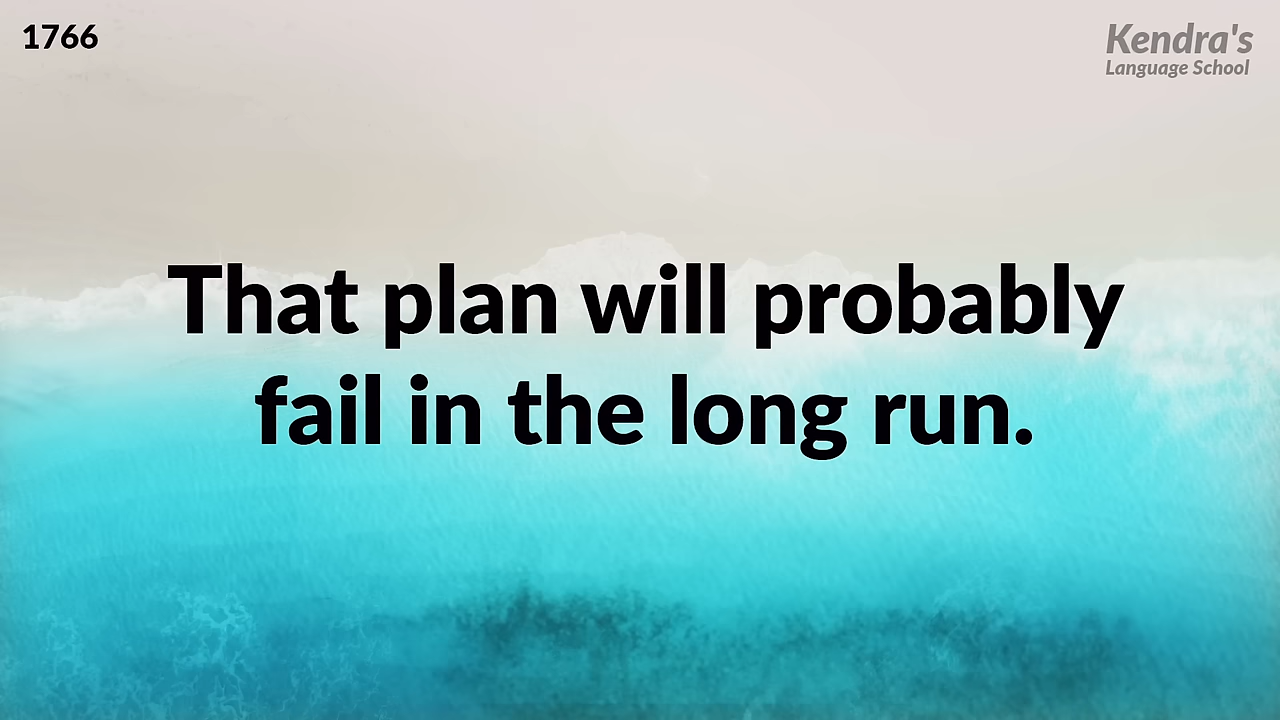 1766
Kendra's
Language School
That plan will probably
fail in the long run.